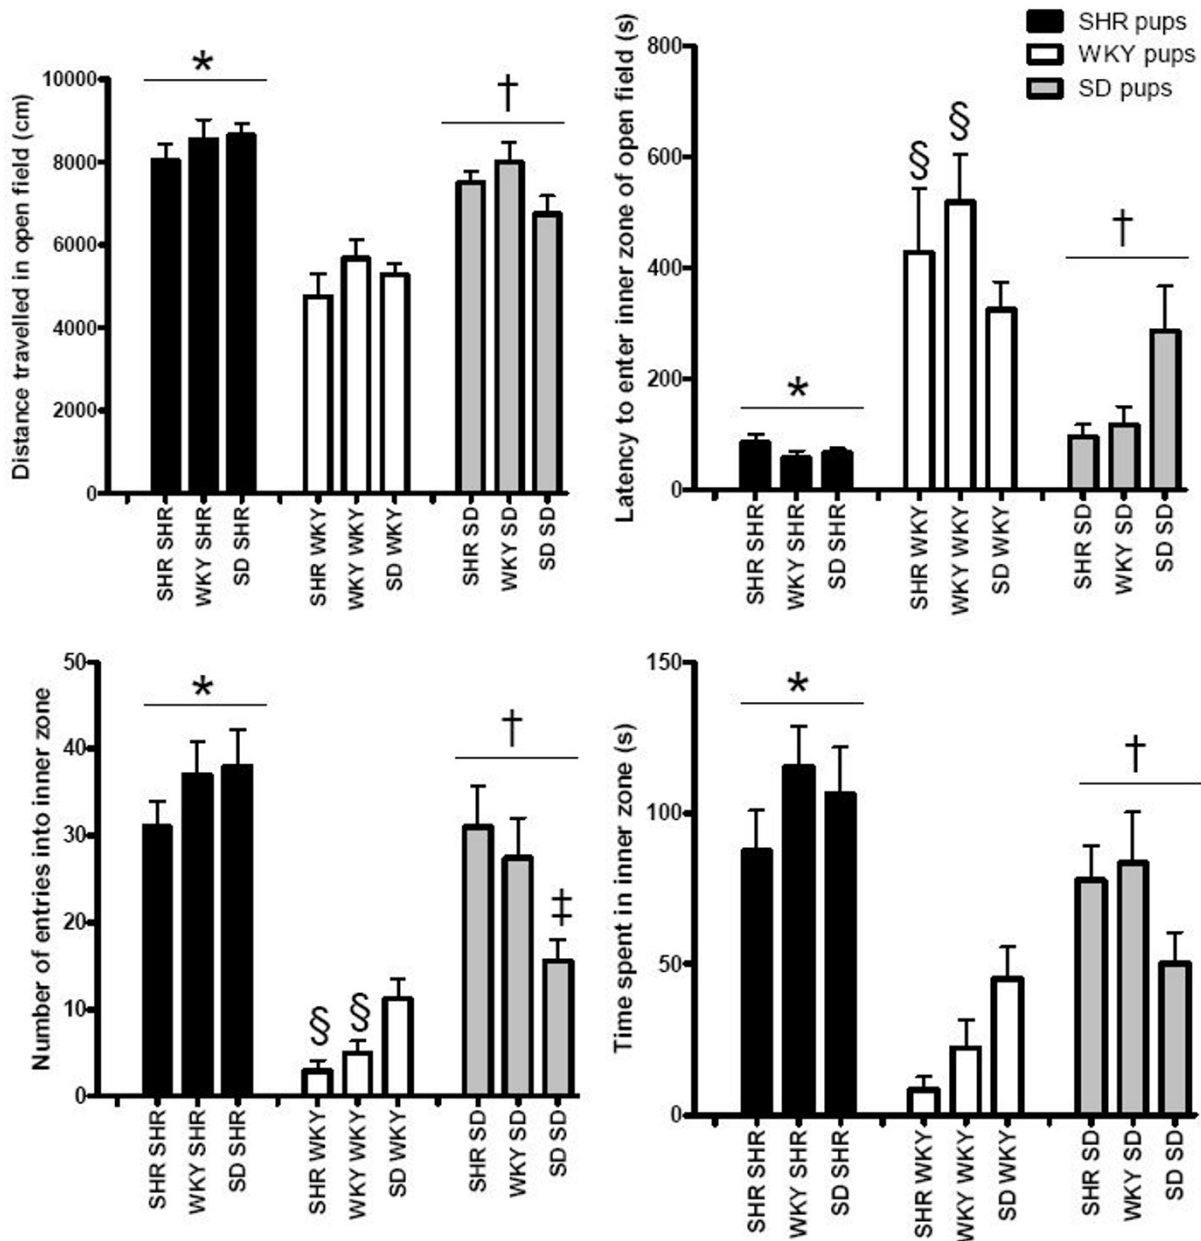 Distance travelled in open field (cm)
10000
8000
6000
4000
2000
0
*
†
SHR SHR
WKY SHR
SD SHR
SHR WKY
WKY WKY
SD WKY
SHR SD
WKY SD
SD SD
Latency to enter inner zone of open field (s)
800
600
400
200
0
SHR pups
WKY pups
SD pups
*
§
§
†
SHR SHR
WKY SHR
SD SHR
SHR WKY
WKY WKY
SD WKY
SHR SD
WKY SD
SD SD
Number of entries into inner zone
50
40
30
20
10
0
*
§
§
†
‡
SHR SHR
WKY SHR
SD SHR
SHR WKY
WKY WKY
SD WKY
SHR SD
WKY SD
SD SD
Time spent in inner zone (s)
150
100
50
0
*
†
SHR SHR
WKY SHR
SD SHR
SHR WKY
WKY WKY
SD WKY
SHR SD
WKY SD
SD SD